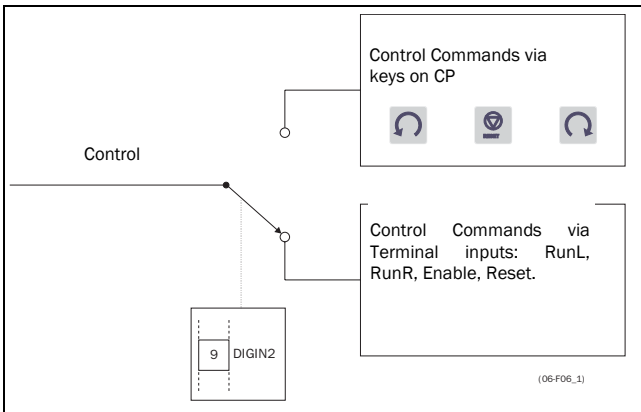 Control Commands via
keys on CP
RESET
Control
Control Commands via
Terminal inputs: RunL,
RunR, Enable, Reset.
9 DIGIN2
(06-F06_1)